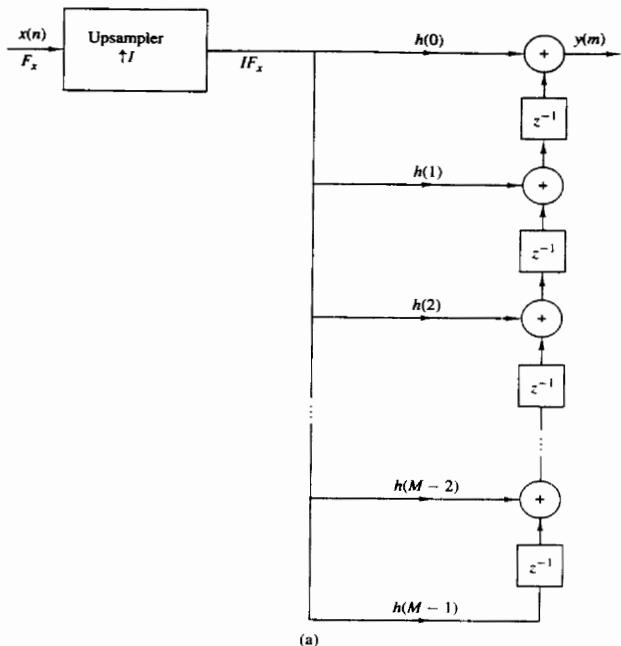 x(n)
F_x
Upsampler
↑I
IF_x
h(0)
+
y(m)
z^{-1}
h(1)
+
z^{-1}
h(2)
+
z^{-1}
...
...
h(M − 2)
+
z^{-1}
h(M − 1)
(a)